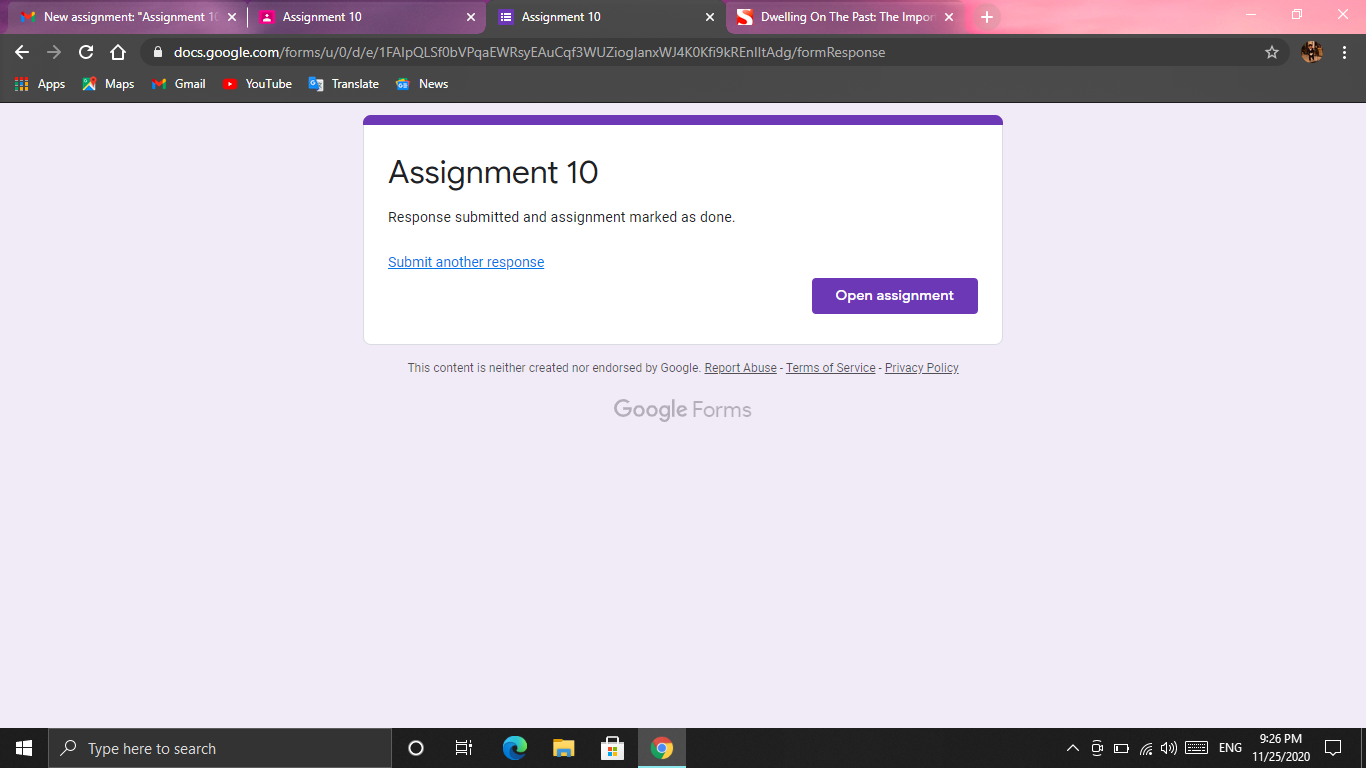 New assignment: "Assignment 10
Assignment 10
Assignment 10
Dwelling On The Past: The Impor
docs.google.com/forms/u/0/d/e/1FAIpQLSf0bVPqaEWRsyEAuCqf3WUZioglanxWJ4K0Kfi9kREnlItAdg/formResponse
Apps
Maps
Gmail
YouTube
Translate
News
Assignment 10
Response submitted and assignment marked as done.
Submit another response
Open assignment
This content is neither created nor endorsed by Google. Report Abuse - Terms of Service - Privacy Policy
Google Forms
Type here to search
ENG
9:26 PM
11/25/2020